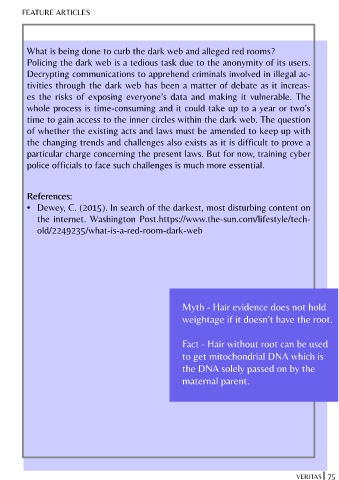 FEATURE ARTICLES
What is being done to curb the dark web and alleged red rooms?
Policing the dark web is a tedious task due to the anonymity of its users.
Decrypting communications to apprehend criminals involved in illegal ac-
tivities through the dark web has been a matter of debate as it increas-
es the risks of exposing everyone's data and making it vulnerable. The
whole process is time-consuming and it could take up to a year or two's
time to gain access to the inner circles within the dark web. The question
of whether the existing acts and laws must be amended to keep up with
the changing trends and challenges also exists as it is difficult to prove a
particular charge concerning the present laws. But for now, training cyber
police officials to face such challenges is much more essential.
References:
• Dewey, C. (2015). In search of the darkest, most disturbing content on
the internet. Washington Post.https://www.the-sun.com/lifestyle/tech-
old/2249235/what-is-a-red-room-dark-web
Myth - Hair evidence does not hold
weightage if it doesn't have the root.
Fact - Hair without root can be used
to get mitochondrial DNA which is
the DNA solely passed on by the
maternal parent.
VERITAS | 75